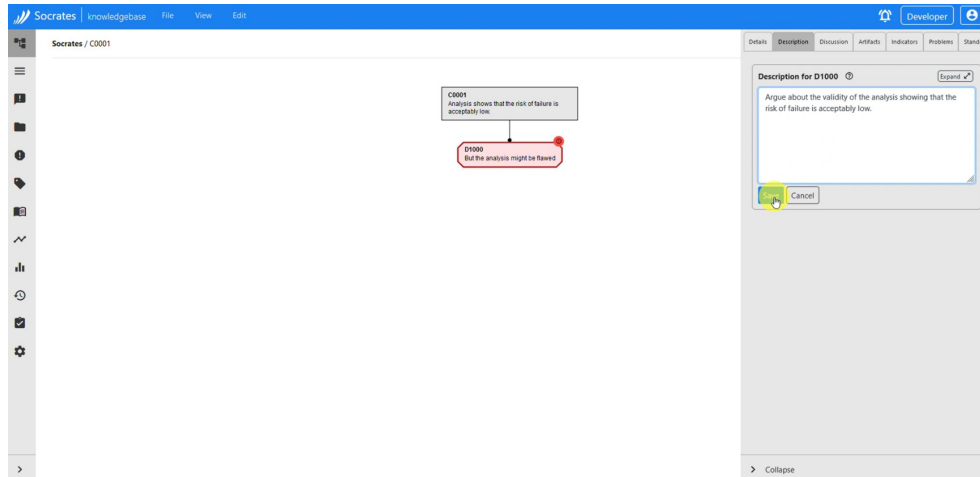 Socrates knowledgebase File View Edit Developer
Socrates / C0001
Details Description Discussion Artifacts Indicators Problems Stand
C0001
Analysis shows that the risk of failure is
acceptably low.
D1000
But the analysis might be flawed
Description for D1000 Expand
Argue about the validity of the analysis showing that the
risk of failure is acceptably low.
Save Cancel
Collapse